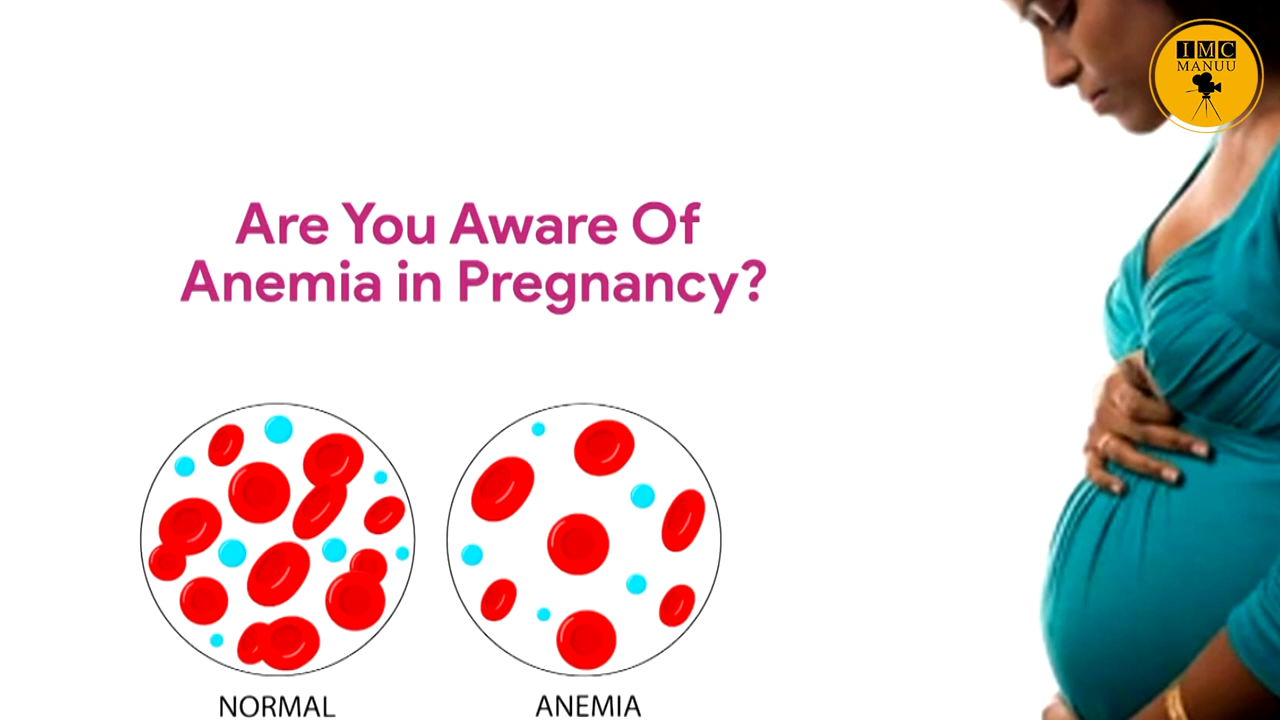 IMC
MANUU
Are You Aware Of
Anemia in Pregnancy?
NORMAL
ANEMIA